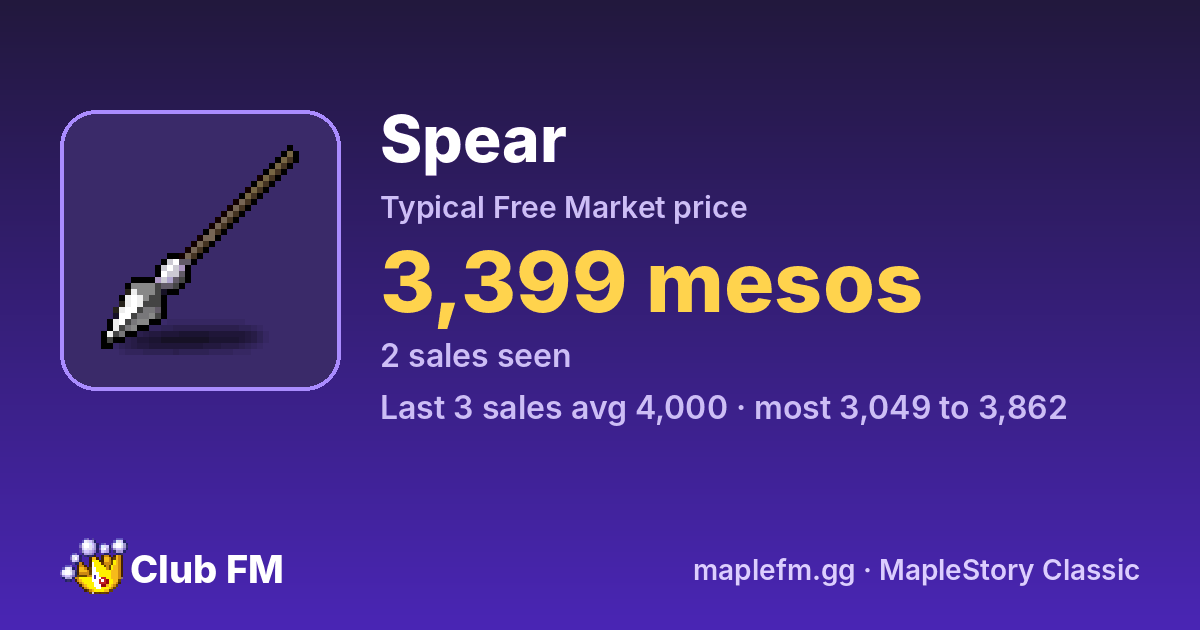 Spear
Typical Free Market price
3,399 mesos
2 sales seen
Last 3 sales avg 4,000 · most 3,049 to 3,862
Club FM
maplefm.gg · MapleStory Classic